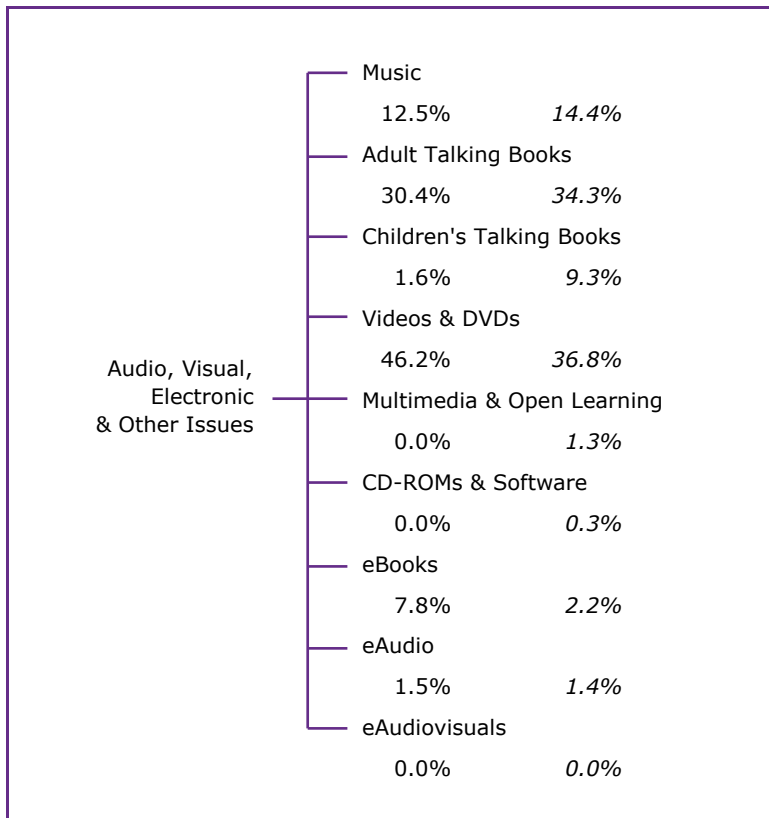 Music
12.5% 14.4%
Adult Talking Books
30.4% 34.3%
Children's Talking Books
1.6% 9.3%
Videos & DVDs
46.2% 36.8%
Audio, Visual,
Electronic
& Other Issues
Multimedia & Open Learning
0.0% 1.3%
CD-ROMs & Software
0.0% 0.3%
eBooks
7.8% 2.2%
eAudio
1.5% 1.4%
eAudiovisuals
0.0% 0.0%